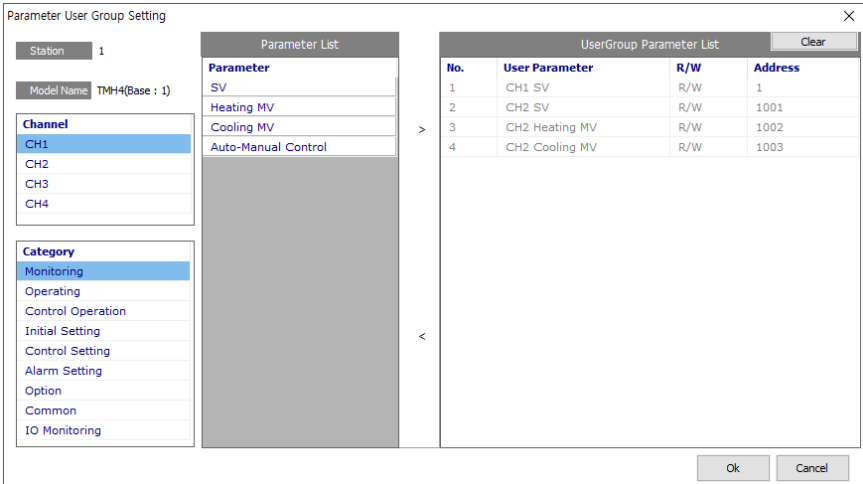 Parameter User Group Setting
Station 1
Model Name TMH4(Base : 1)
Channel
CH1
CH2
CH3
CH4
Category
Monitoring
Operating
Control Operation
Initial Setting
Control Setting
Alarm Setting
Option
Common
IO Monitoring
Parameter List
Parameter
SV
Heating MV
Cooling MV
Auto-Manual Control
>
<
UserGroup Parameter List Clear
No. User Parameter R/W Address
1 CH1 SV R/W 1
2 CH2 SV R/W 1001
3 CH2 Heating MV R/W 1002
4 CH2 Cooling MV R/W 1003
Ok Cancel